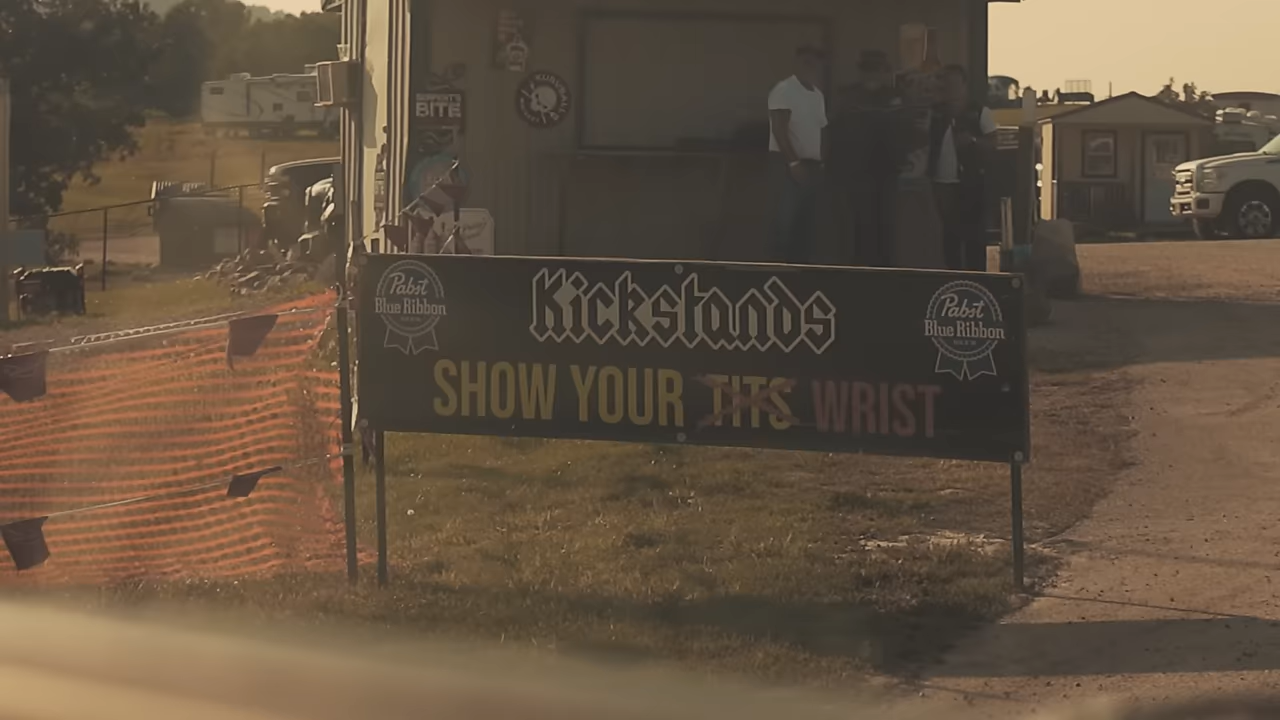 BITE
Pabst
Blue Ribbon
Kickstands
Pabst
Blue Ribbon
SHOW YOUR TITS WRIST